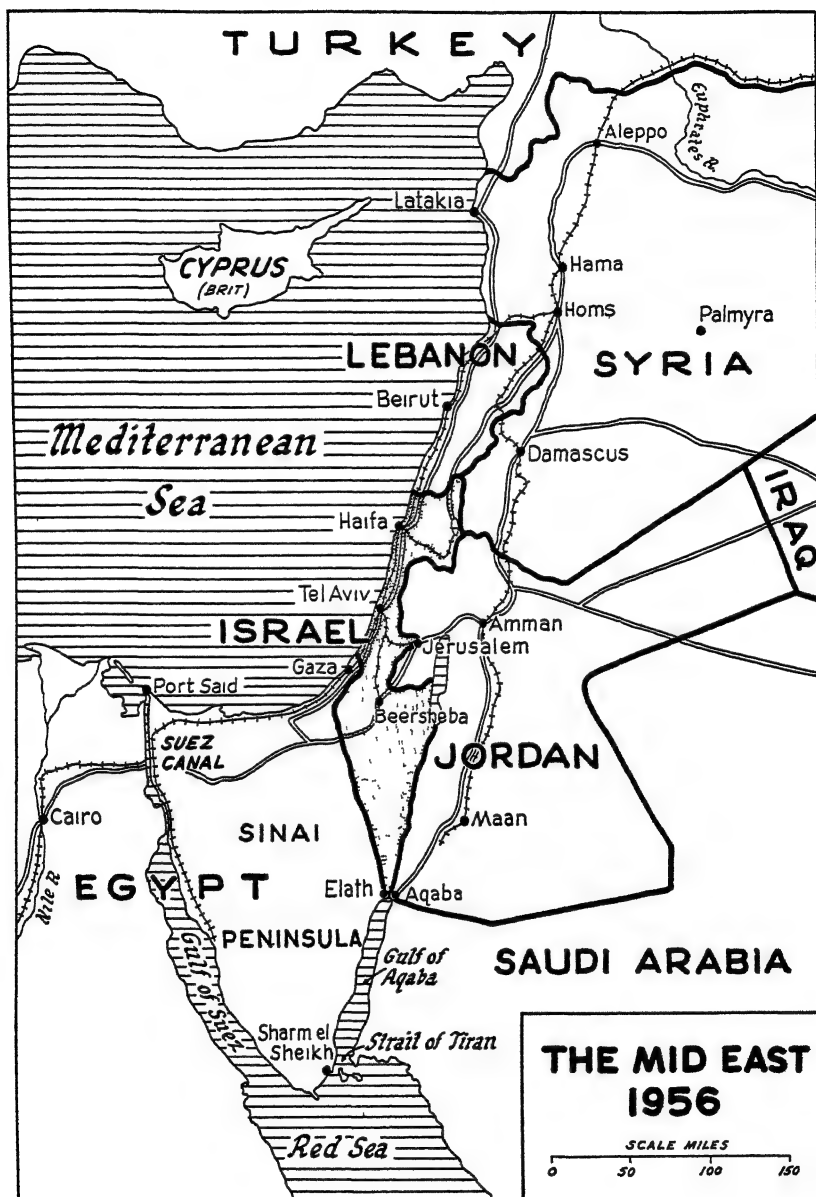 TURKEY
Euphrates R.
Aleppo
Latakia
CYPRUS
(BRIT)
Hama
Homs
Palmyra
LEBANON
SYRIA
Beirut
Mediterranean
Sea
Damascus
IRAQ
Haifa
Tel Aviv
ISRAEL
Amman
Jerusalem
Gaza
Port Said
Beersheba
SUEZ
CANAL
JORDAN
Cairo
Maan
SINAI
EGYPT
Nile R
Elath
Aqaba
PENINSULA
Gulf of Suez
Gulf of
Aqaba
SAUDI ARABIA
Sharm el
Sheikh
Strait of Tiran
Red Sea
THE MID EAST
1956
SCALE MILES
0 50 100 150